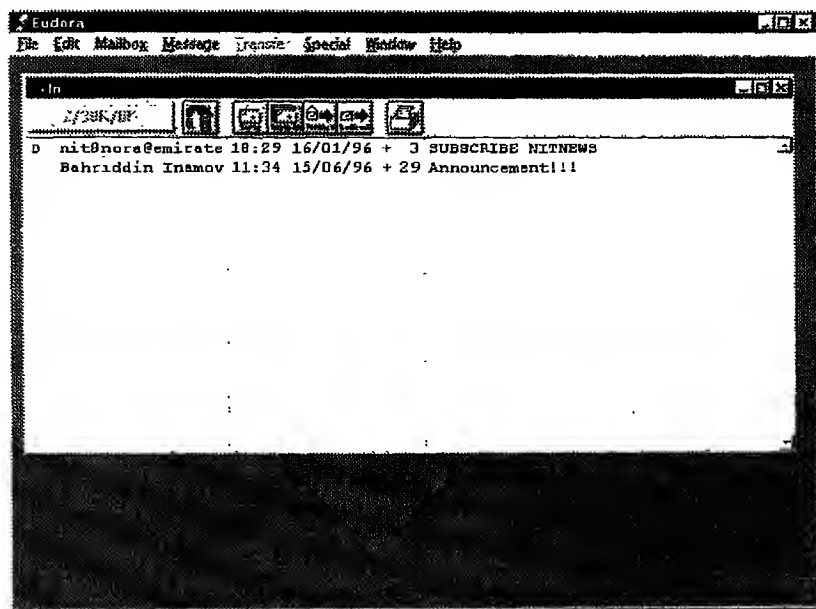 Eudora
File Edit Mailbox Message Transfer Special Window Help
In
D nit@nora@emirate 18:29 16/01/96 + 3 SUBSCRIBE NITNEWS
Bahriddin Inamov 11:34 15/06/96 + 29 Announcement!!!